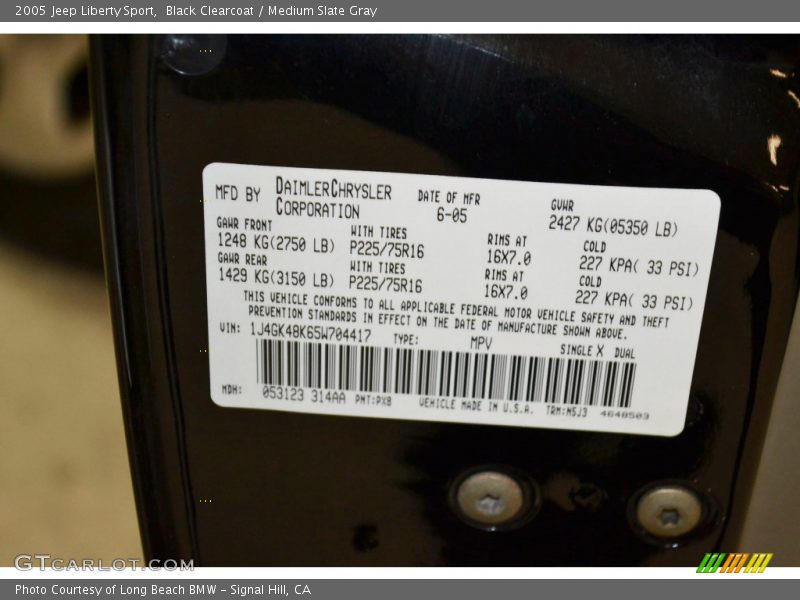 2005 Jeep Liberty Sport,  Black Clearcoat / Medium Slate Gray
MFD BY DAIMLERCHRYSLER CORPORATION DATE OF MFR 6-05 GVWR 2427 KG(05350 LB)
GAWR FRONT WITH TIRES RIMS AT COLD
1248 KG(2750 LB) P225/75R16 16X7.0 227 KPA( 33 PSI)
GAWR REAR WITH TIRES RIMS AT COLD
1429 KG(3150 LB) P225/75R16 16X7.0 227 KPA( 33 PSI)
THIS VEHICLE CONFORMS TO ALL APPLICABLE FEDERAL MOTOR VEHICLE SAFETY AND THEFT
PREVENTION STANDARDS IN EFFECT ON THE DATE OF MANUFACTURE SHOWN ABOVE.
VIN: 1J4GK48K65W704417 TYPE: MPV SINGLE X DUAL
MDH: 053123 314AA PNT:PX8 VEHICLE MADE IN U.S.A. TRM:N5J3 4648503
GTCARLOT.COM
Photo Courtesy of Long Beach BMW - Signal Hill, CA